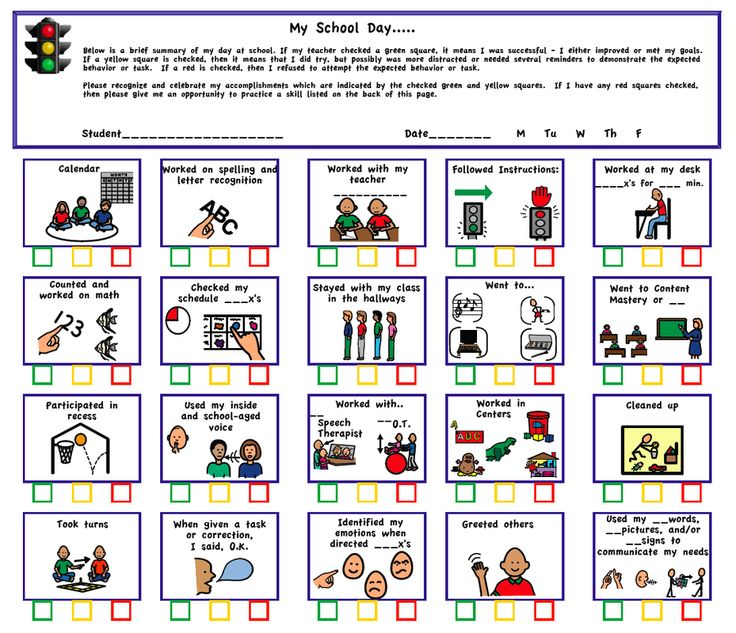 My School Day.....
Below is a brief summary of my day at school. If my teacher checked a green square, it means I was successful - I either improved or met my goals.
If a yellow square is checked, then it means that I did try, but possibly was more distracted or needed several reminders to demonstrate the expected
behavior or task. If a red is checked, then I refused to attempt the expected behavior or task.
Please recognize and celebrate my accomplishments which are indicated by the checked green and yellow squares. If I have any red squares checked,
then please give me an opportunity to practice a skill listed on the back of this page.
Student_________________ Date_______ M Tu W Th F
Calendar
MONTH
Worked on spelling and
letter recognition
ABC
Worked with my
teacher
__________
Followed Instructions:
Worked at my desk
____x's for ___ min.
Counted and
worked on math
123
Checked my
schedule ___x's
Stayed with my class
in the hallways
Went to...
Went to Content
Mastery or __
Participated in
recess
Used my inside
and school-aged
voice
Worked with..
__ Speech
Therapist
__O.T.
Worked in
Centers
A
ABC
Cleaned up
Took turns
When given a task
or correction,
I said, O.K.
Identified my
emotions when
directed ___x's
Greeted others
Used my __words,
__pictures, and/or
__signs to
communicate my needs